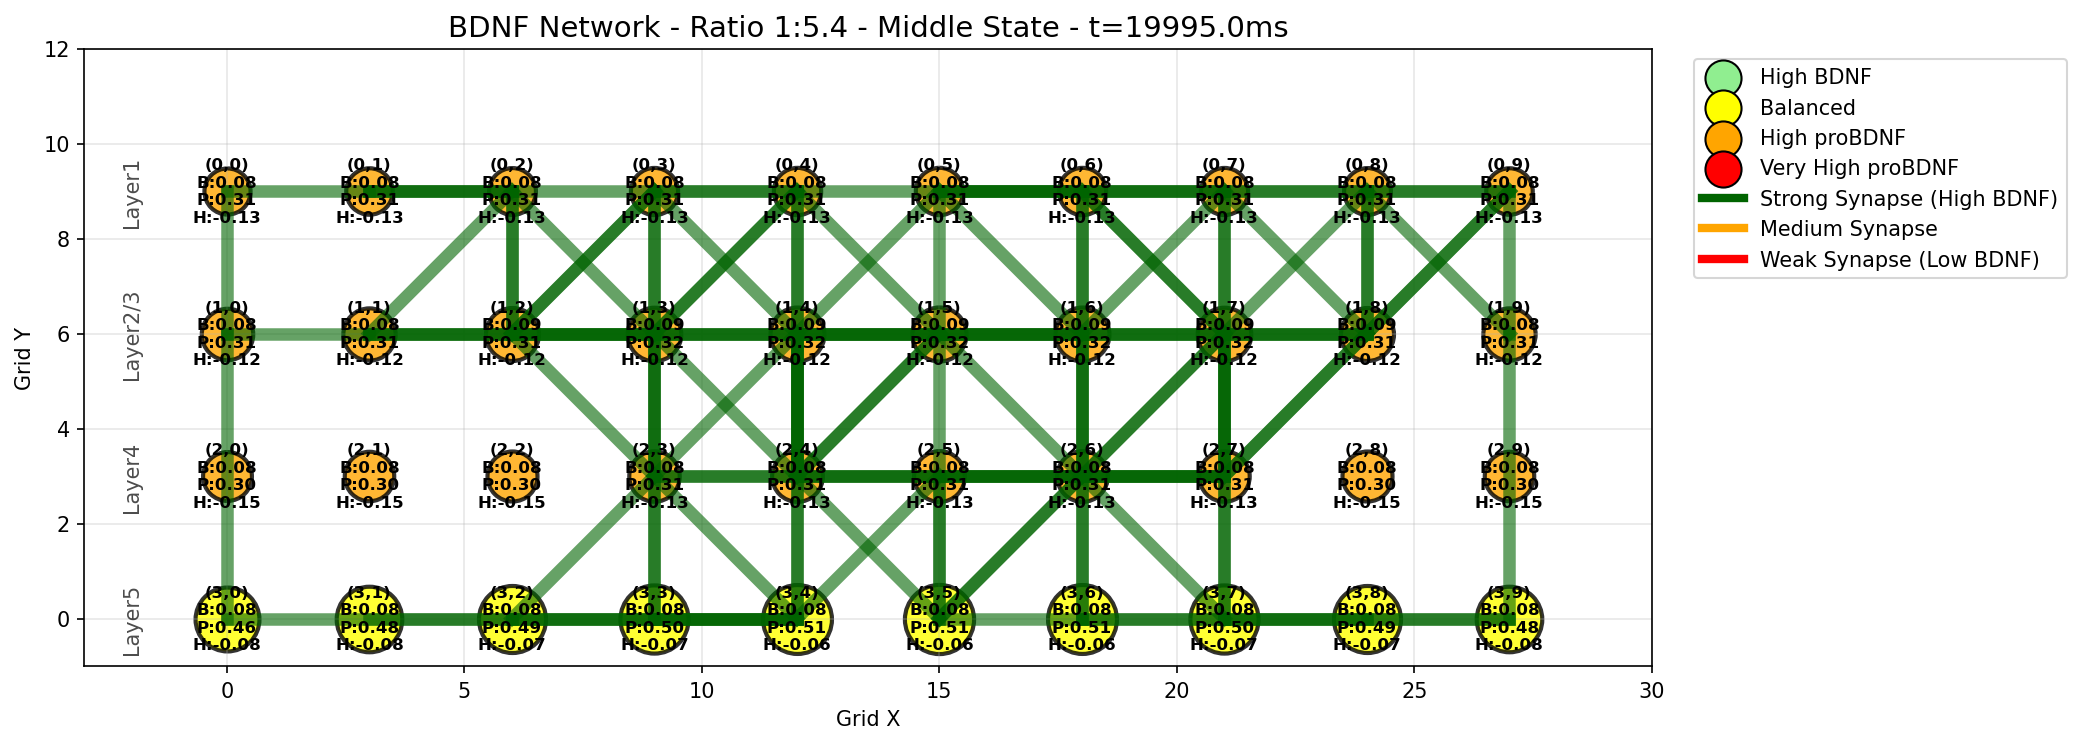 BDNF Network - Ratio 1:5.4 - Middle State - t=19995.0ms
12
10
8
6
4
2
0
Grid Y
Layer1
Layer2/3
Layer4
Layer5
(0,0) (0,1) (0,2) (0,3) (0,4) (0,5) (0,6) (0,7) (0,8) (0,9)
B:0.08 B:0.08 B:0.08 B:0.08 B:0.08 B:0.08 B:0.08 B:0.08 B:0.08 B:0.08
P:0.31 P:0.31 P:0.31 P:0.31 P:0.31 P:0.31 P:0.31 P:0.31 P:0.31 P:0.31
H:-0.13 H:-0.13 H:-0.13 H:-0.13 H:-0.13 H:-0.13 H:-0.13 H:-0.13 H:-0.13 H:-0.13
(1,0) (1,1) (1,2) (1,3) (1,4) (1,5) (1,6) (1,7) (1,8) (1,9)
B:0.08 B:0.08 B:0.09 B:0.09 B:0.09 B:0.09 B:0.09 B:0.09 B:0.09 B:0.08
P:0.31 P:0.31 P:0.31 P:0.32 P:0.32 P:0.32 P:0.32 P:0.32 P:0.31 P:0.31
H:-0.12 H:-0.12 H:-0.12 H:-0.12 H:-0.12 H:-0.12 H:-0.12 H:-0.12 H:-0.12 H:-0.12
(2,0) (2,1) (2,2) (2,3) (2,4) (2,5) (2,6) (2,7) (2,8) (2,9)
B:0.08 B:0.08 B:0.08 B:0.08 B:0.08 B:0.08 B:0.08 B:0.08 B:0.08 B:0.08
P:0.30 P:0.30 P:0.30 P:0.31 P:0.31 P:0.31 P:0.31 P:0.31 P:0.30 P:0.30
H:-0.15 H:-0.15 H:-0.15 H:-0.13 H:-0.13 H:-0.13 H:-0.13 H:-0.13 H:-0.15 H:-0.15
(3,0) (3,1) (3,2) (3,3) (3,4) (3,5) (3,6) (3,7) (3,8) (3,9)
B:0.08 B:0.08 B:0.08 B:0.08 B:0.08 B:0.08 B:0.08 B:0.08 B:0.08 B:0.08
P:0.46 P:0.48 P:0.49 P:0.50 P:0.51 P:0.51 P:0.51 P:0.50 P:0.49 P:0.48
H:-0.08 H:-0.08 H:-0.07 H:-0.07 H:-0.06 H:-0.06 H:-0.06 H:-0.07 H:-0.07 H:-0.08
0 5 10 15 20 25 30
Grid X
High BDNF
Balanced
High proBDNF
Very High proBDNF
Strong Synapse (High BDNF)
Medium Synapse
Weak Synapse (Low BDNF)